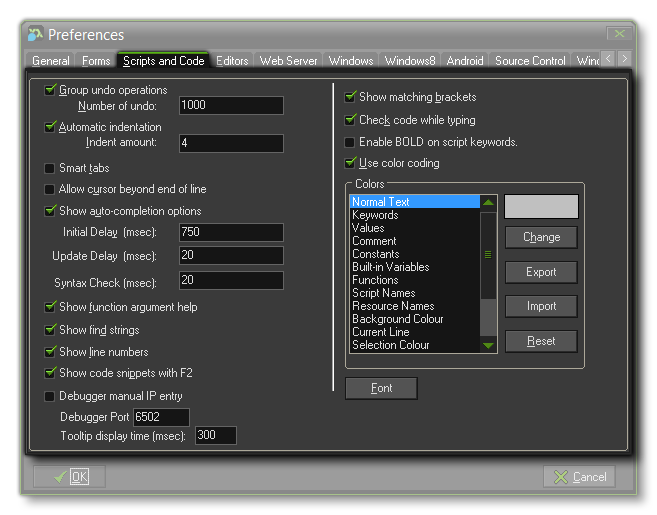 Preferences
General Forms Scripts and Code Editors Web Server Windows Windows8 Android Source Control
Group undo operations
Number of undo: 1000
Automatic indentation
Indent amount: 4
Smart tabs
Allow cursor beyond end of line
Show auto-completion options
Initial Delay (msec): 750
Update Delay (msec): 20
Syntax Check (msec): 20
Show function argument help
Show find strings
Show line numbers
Show code snippets with F2
Debugger manual IP entry
Debugger Port 6502
Tooltip display time (msec): 300
Show matching brackets
Check code while typing
Enable BOLD on script keywords.
Use color coding
Colors
Normal Text
Keywords
Values
Comment
Constants
Built-in Variables
Functions
Script Names
Resource Names
Background Colour
Current Line
Selection Colour
Change
Export
Import
Reset
Font
OK
Cancel